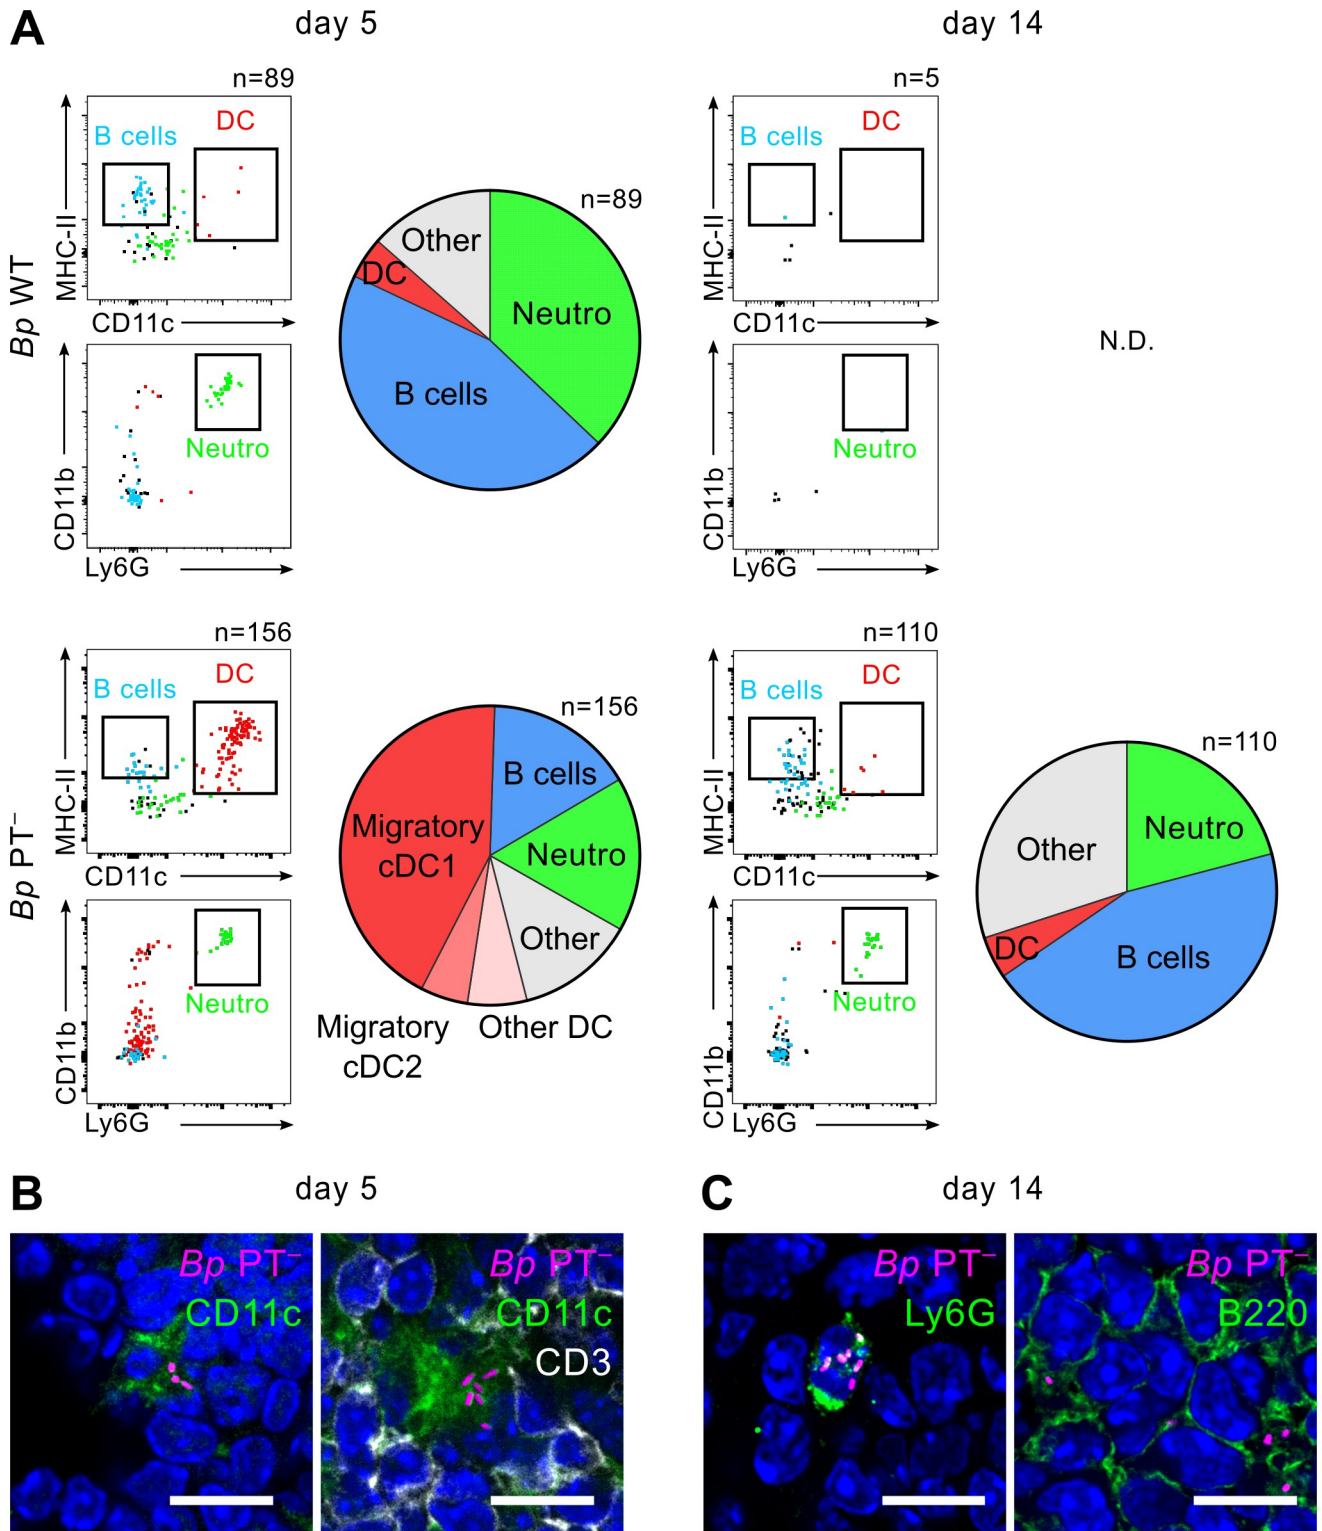 A
day 5
day 14
Bp WT
n=89
B cells
DC
MHC-II
CD11c
CD11b
Neutro
Ly6G
n=89
Other
DC
Neutro
B cells
n=5
B cells
DC
MHC-II
CD11c
CD11b
Neutro
Ly6G
N.D.
Bp PT⁻
n=156
B cells
DC
MHC-II
CD11c
CD11b
Neutro
Ly6G
n=156
B cells
Migratory
cDC1
Neutro
Other
Migratory
cDC2
Other DC
n=110
B cells
DC
MHC-II
CD11c
CD11b
Neutro
Ly6G
n=110
Other
Neutro
DC
B cells
B
day 5
Bp PT⁻
CD11c
Bp PT⁻
CD11c
CD3
C
day 14
Bp PT⁻
Ly6G
Bp PT⁻
B220